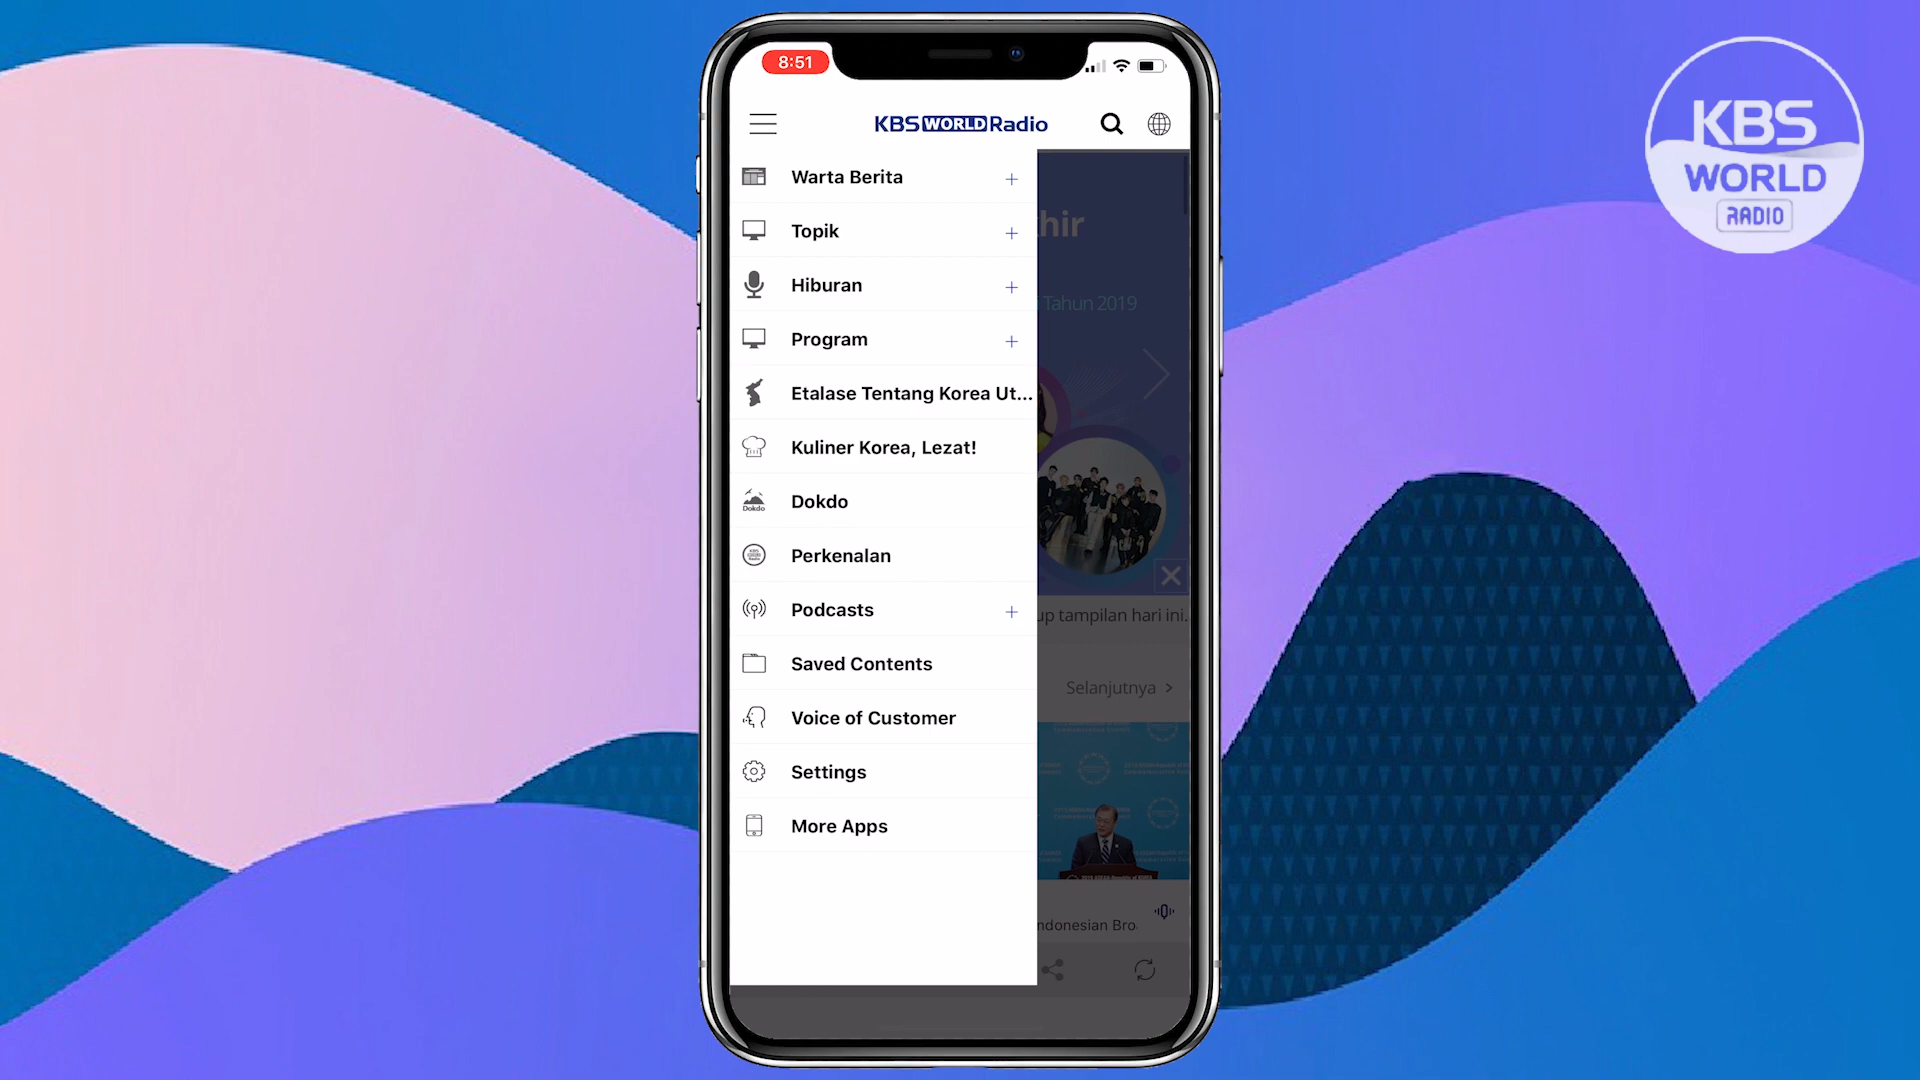 8:51
KBS WORLD Radio
KBS
WORLD
RADIO
Warta Berita
Topik
Hiburan
Program
Etalase Tentang Korea Ut...
Kuliner Korea, Lezat!
Dokdo
Dokdo
Perkenalan
Podcasts
Saved Contents
Voice of Customer
Settings
More Apps
hir
Tahun 2019
up tampilan hari ini.
Selanjutnya >
ndonesian Bro